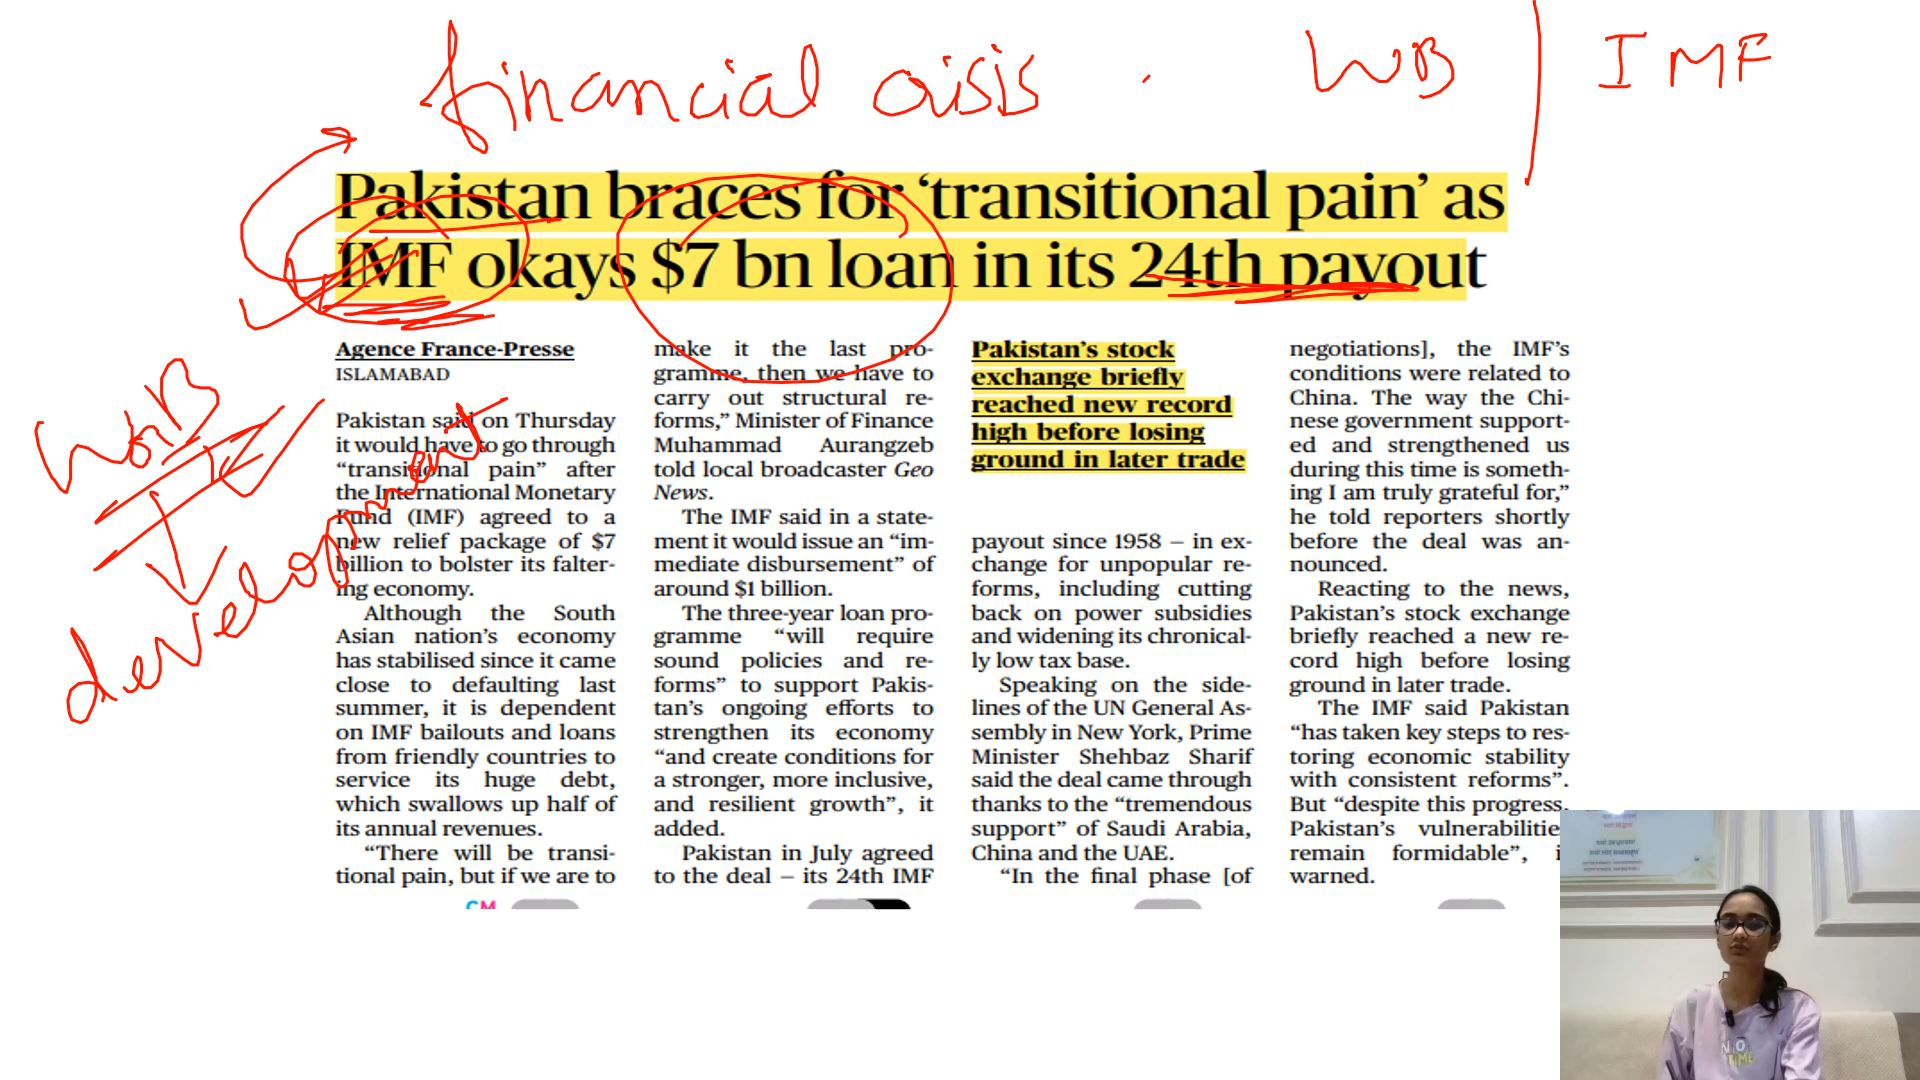 financial crisis
WB | IMF
Pakistan braces for ‘transitional pain’ as
IMF okays $7 bn loan in its 24th payout
WB
development
Agence France-Presse
ISLAMABAD
Pakistan said on Thursday
it would have to go through
“transitional pain” after
the International Monetary
Fund (IMF) agreed to a
new relief package of $7
billion to bolster its falter-
ing economy.
Although the South
Asian nation’s economy
has stabilised since it came
close to defaulting last
summer, it is dependent
on IMF bailouts and loans
from friendly countries to
service its huge debt,
which swallows up half of
its annual revenues.
“There will be transi-
tional pain, but if we are to
make it the last pro-
gramme, then we have to
carry out structural re-
forms,” Minister of Finance
Muhammad Aurangzeb
told local broadcaster Geo
News.
The IMF said in a state-
ment it would issue an “im-
mediate disbursement” of
around $1 billion.
The three-year loan pro-
gramme “will require
sound policies and re-
forms” to support Pakis-
tan’s ongoing efforts to
strengthen its economy
“and create conditions for
a stronger, more inclusive,
and resilient growth”, it
added.
Pakistan in July agreed
to the deal – its 24th IMF
Pakistan’s stock
exchange briefly
reached new record
high before losing
ground in later trade
payout since 1958 – in ex-
change for unpopular re-
forms, including cutting
back on power subsidies
and widening its chronical-
ly low tax base.
Speaking on the side-
lines of the UN General As-
sembly in New York, Prime
Minister Shehbaz Sharif
said the deal came through
thanks to the “tremendous
support” of Saudi Arabia,
China and the UAE.
“In the final phase [of
negotiations], the IMF’s
conditions were related to
China. The way the Chi-
nese government support-
ed and strengthened us
during this time is someth-
ing I am truly grateful for,”
he told reporters shortly
before the deal was an-
nounced.
Reacting to the news,
Pakistan’s stock exchange
briefly reached a new re-
cord high before losing
ground in later trade.
The IMF said Pakistan
“has taken key steps to res-
toring economic stability
with consistent reforms”.
But “despite this progress,
Pakistan’s vulnerabilitie
remain formidable”, i
warned.
CM
NO
TIME